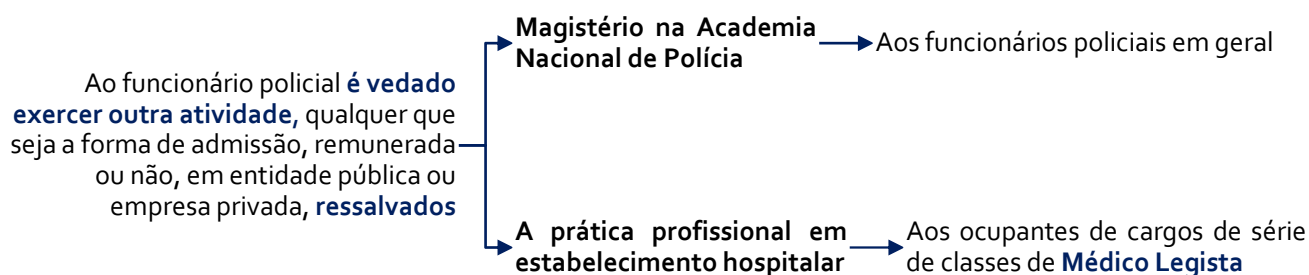 Ao funcionário policial é vedado
exercer outra atividade, qualquer que
seja a forma de admissão, remunerada
ou não, em entidade pública ou
empresa privada, ressalvados
Magistério na Academia
Nacional de Polícia
Aos funcionários policiais em geral
A prática profissional em
estabelecimento hospitalar
Aos ocupantes de cargos de série
de classes de Médico Legista